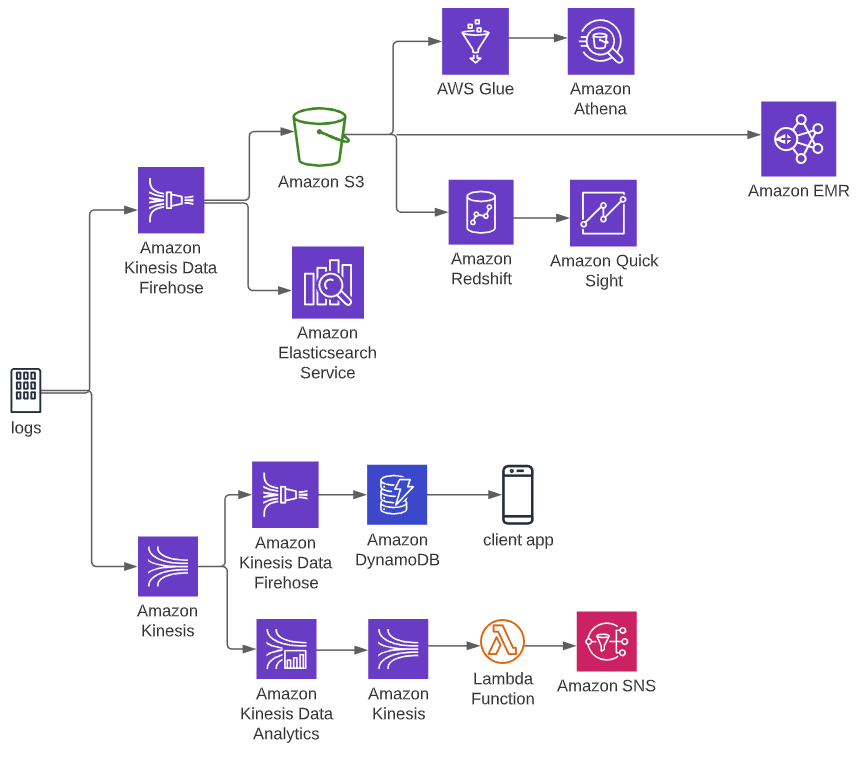 AWS Glue
Amazon
Athena
Amazon S3
Amazon EMR
Amazon
Kinesis Data
Firehose
Amazon
Redshift
Amazon Quick
Sight
Amazon
Elasticsearch
Service
logs
Amazon
Kinesis Data
Firehose
Amazon
DynamoDB
client app
Amazon
Kinesis
Amazon
Kinesis Data
Analytics
Amazon
Kinesis
Lambda
Function
Amazon SNS